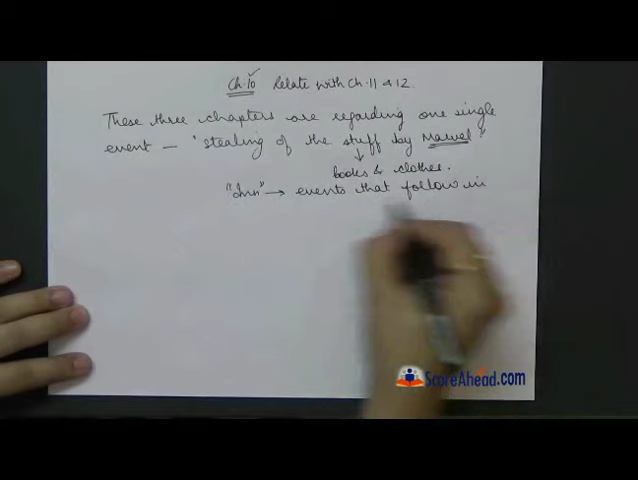 Ch.10 Relate with Ch.11 & 12.
These three chapters are regarding one single
event — 'stealing of the stuff by Marvel'
books & clothes.
"Inn" → events that follow in
ScoreAhead.com